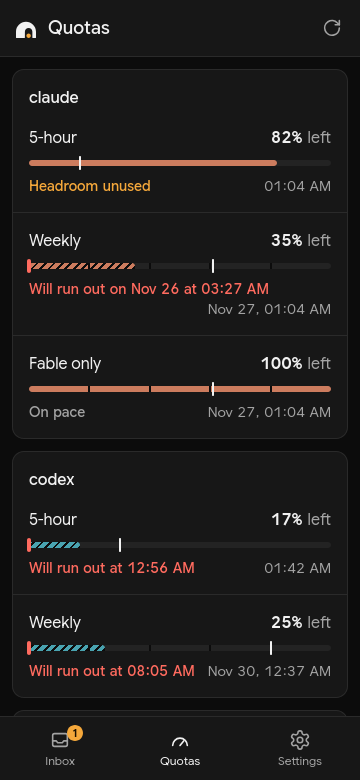 Quotas
claude
5-hour 82% left
Headroom unused 01:04 AM
Weekly 35% left
Will run out on Nov 26 at 03:27 AM
Nov 27, 01:04 AM
Fable only 100% left
On pace Nov 27, 01:04 AM
codex
5-hour 17% left
Will run out at 12:56 AM 01:42 AM
Weekly 25% left
Will run out at 08:05 AM Nov 30, 12:37 AM
1
Inbox Quotas Settings